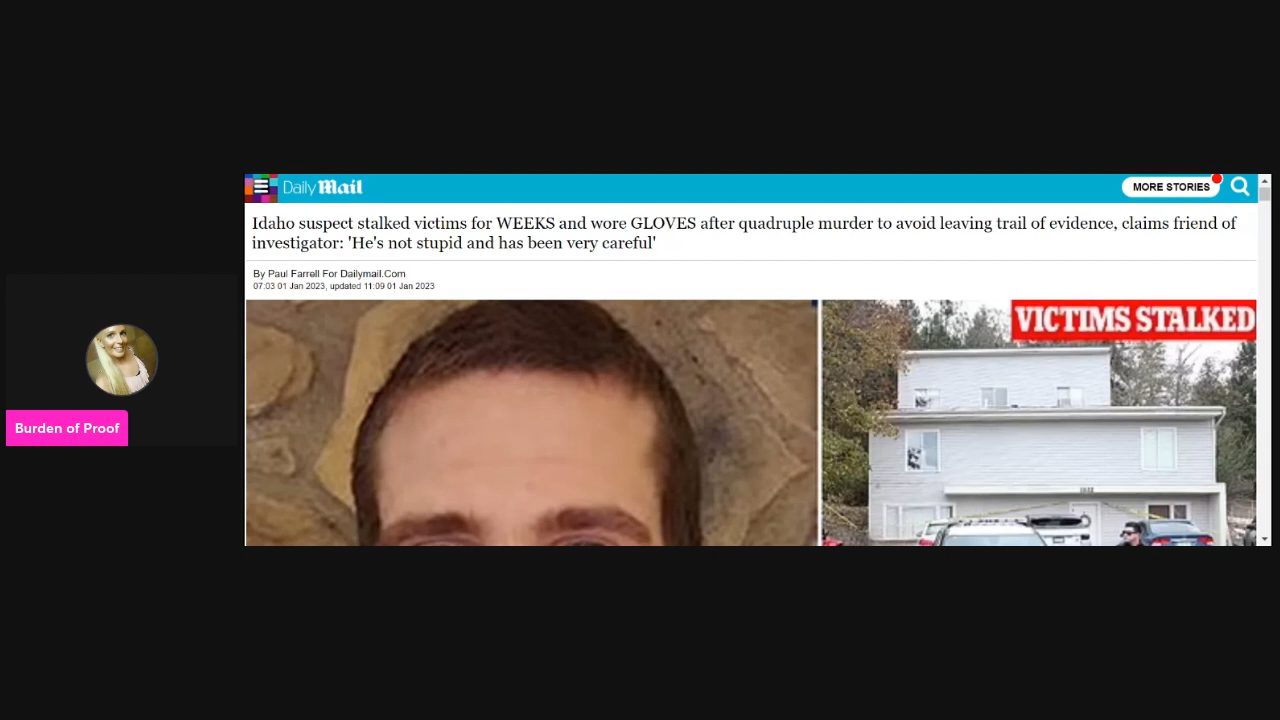 Daily Mail
MORE STORIES
Idaho suspect stalked victims for WEEKS and wore GLOVES after quadruple murder to avoid leaving trail of evidence, claims friend of
investigator: 'He's not stupid and has been very careful'
By Paul Farrell For Dailymail.Com
07:03 01 Jan 2023, updated 11:09 01 Jan 2023
VICTIMS STALKED
Burden of Proof